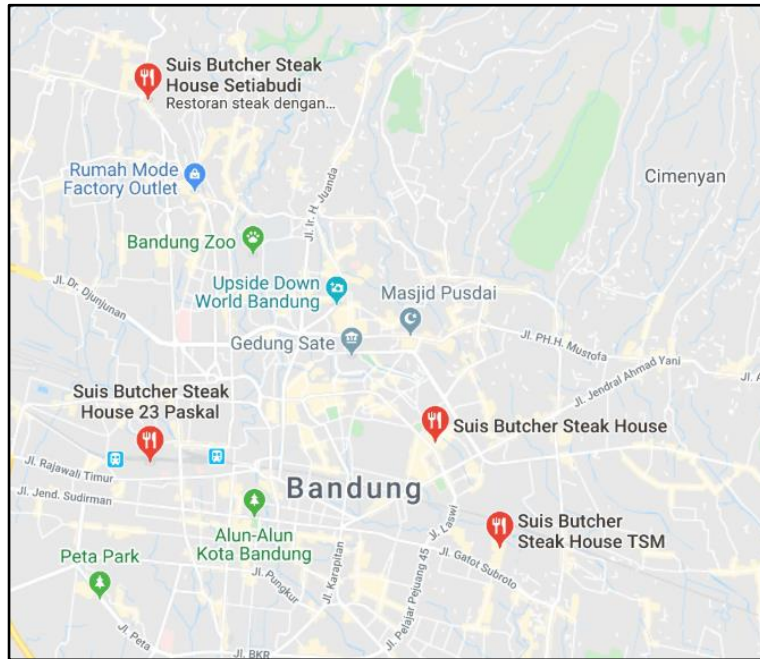 Suis Butcher Steak
House Setiabudi
Restoran steak dengan...
Cimenyan
Rumah Mode
Factory Outlet
Jl. Ir. H. Juanda
Bandung Zoo
Jl. Dr. Djunjunan
Upside Down
World Bandung
Masjid Pusdai
Gedung Sate
Jl. PH.H. Mustofa
Jl. A
Jl. Jendral Ahmad Yani
Suis Butcher Steak
House 23 Paskal
Suis Butcher Steak House
Jl. Rajawali Timur
Bandung
Jl. Jend. Sudirman
Alun-Alun
Kota Bandung
Jl. Laswi
Suis Butcher
Steak House TSM
Jl. Gatot Subroto
Peta Park
Jl. Pungkur
Jl. Karapitan
Jl. Pelajar Pejuang 45
Jl. Peta
Jl. BKR